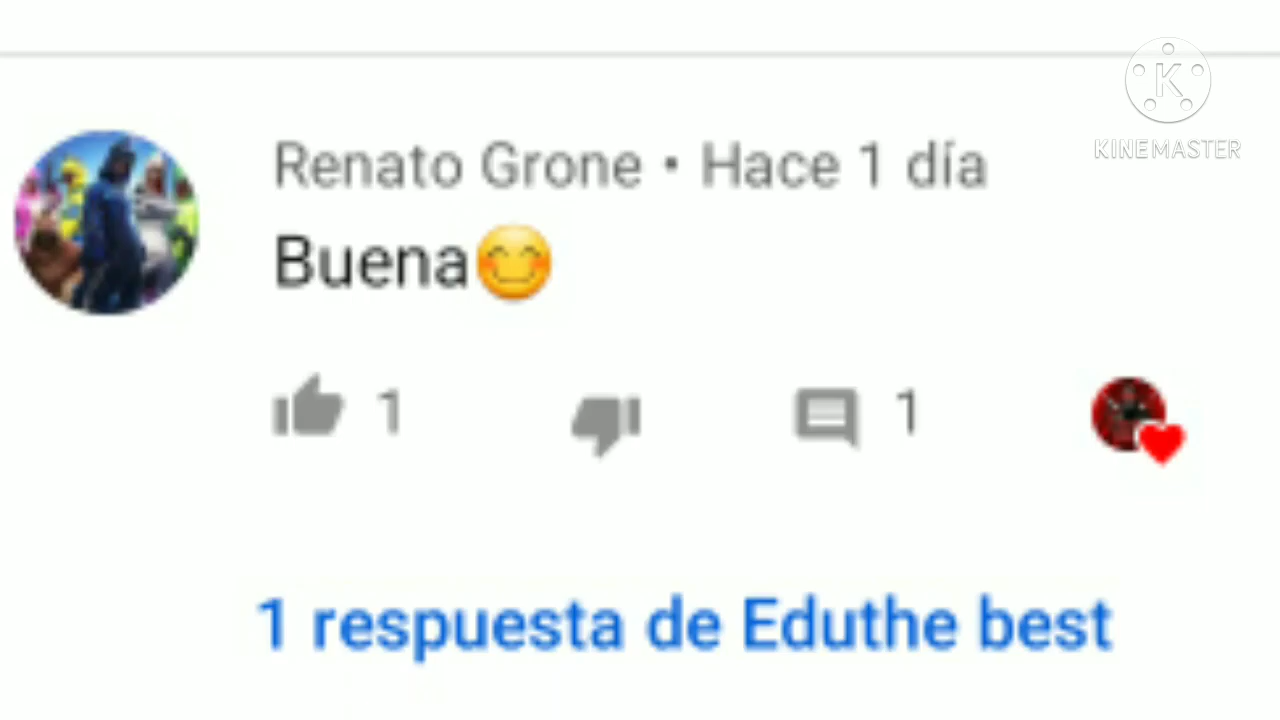 K
KINEMASTER
Renato Grone • Hace 1 día
Buena😊
1 1
1 respuesta de Eduthe best